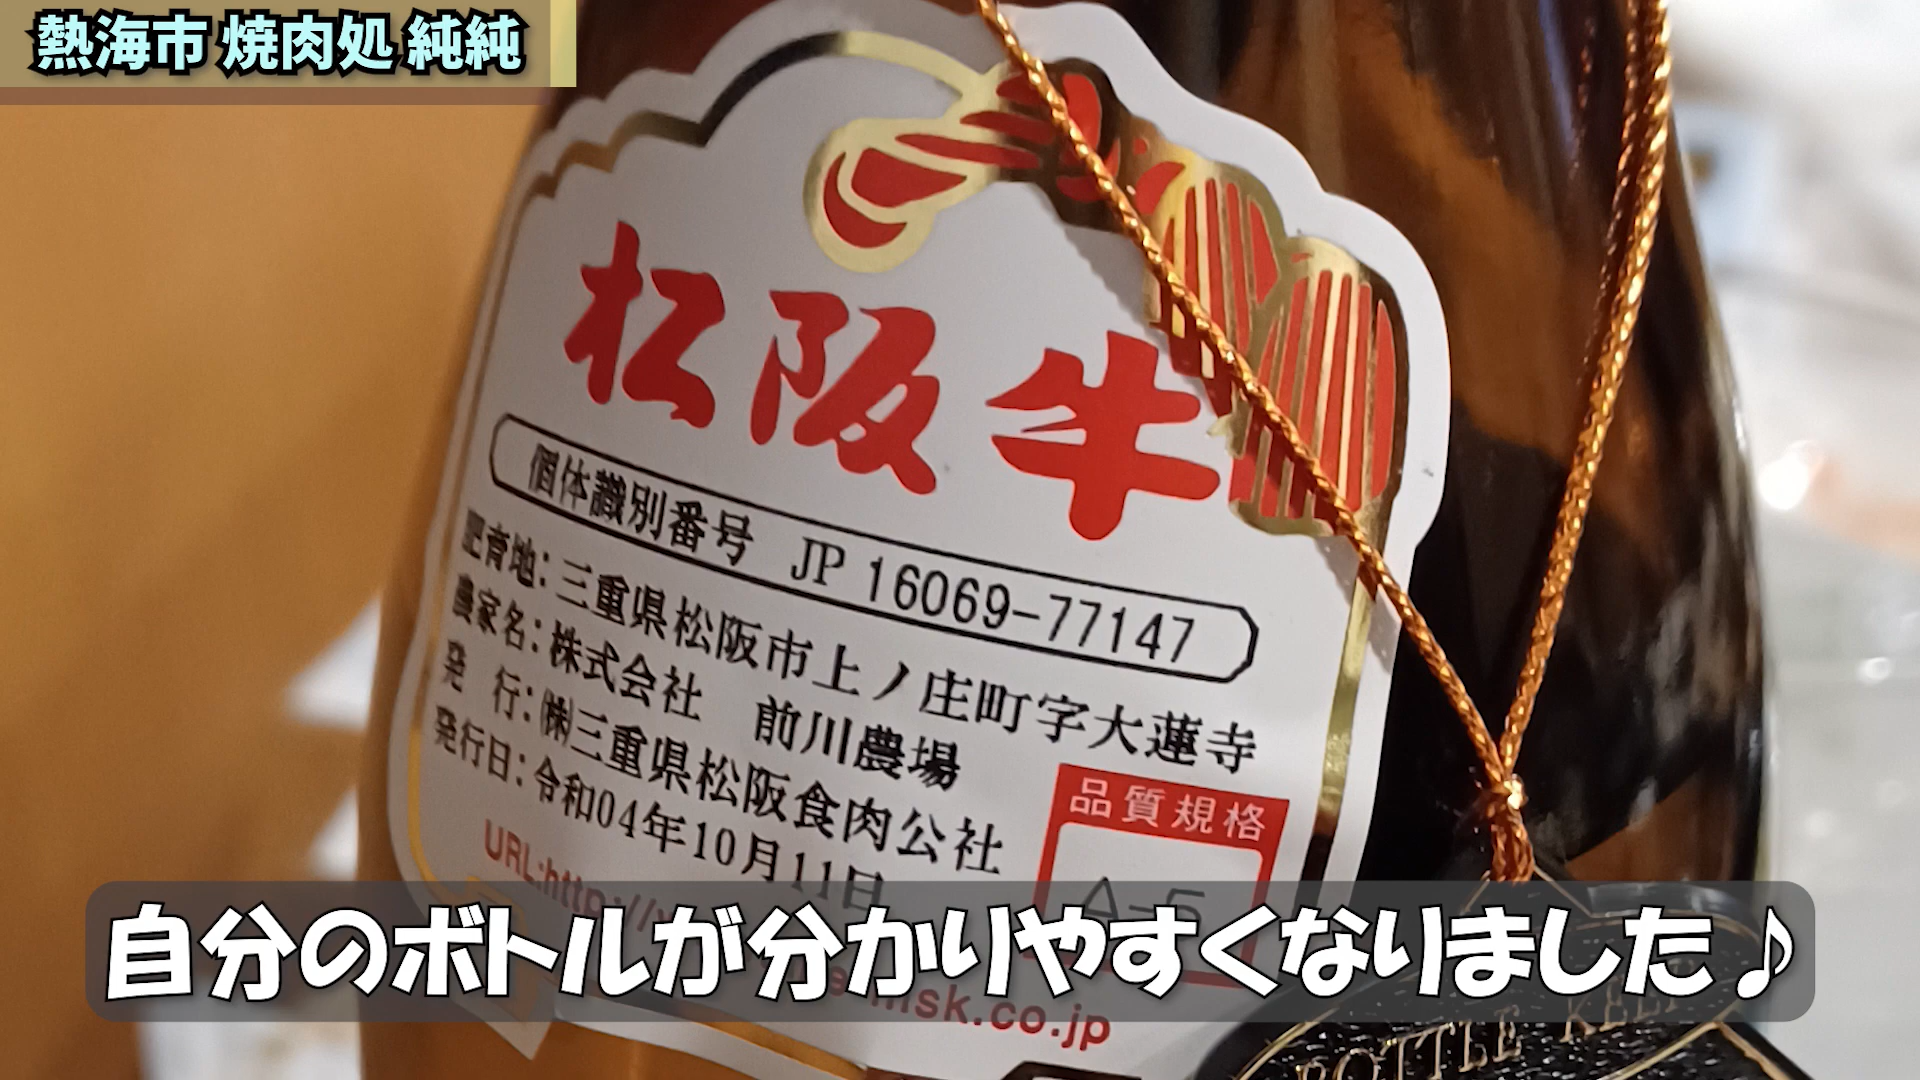 熱海市 焼肉処 純純
松阪牛
個体識別番号 JP 16069-77147
肥育地：三重県松阪市上ノ庄町字大蓮寺
農家名：株式会社 前川農場
発 行：㈱三重県松阪食肉公社
発行日：令和04年10月11日
品質規格
A-5
URL:http://
msk.co.jp
自分のボトルが分かりやすくなりました♪
BOTTLE KEEP